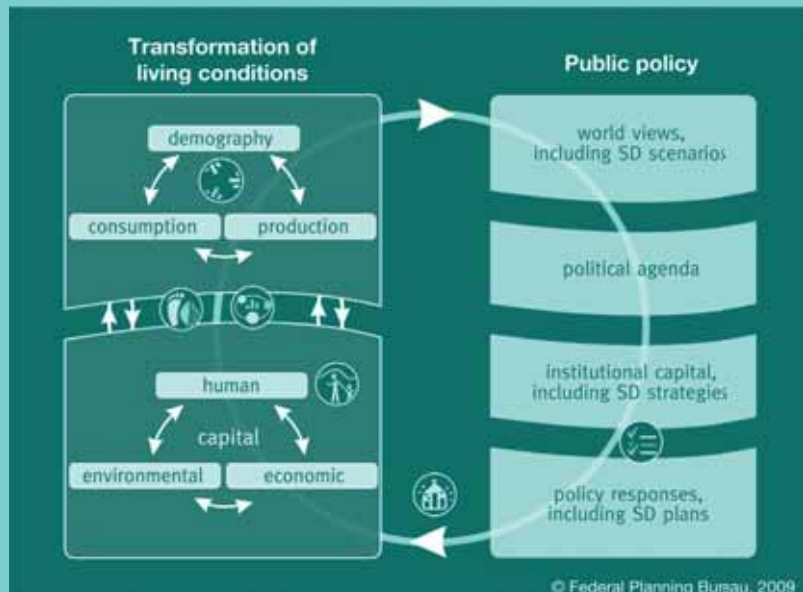 Transformation of
living conditions
demography
consumption
production
human
capital
environmental
economic
Public policy
world views,
including SD scenarios
political agenda
institutional capital,
including SD strategies
policy responses,
including SD plans
© Federal Planning Bureau, 2009